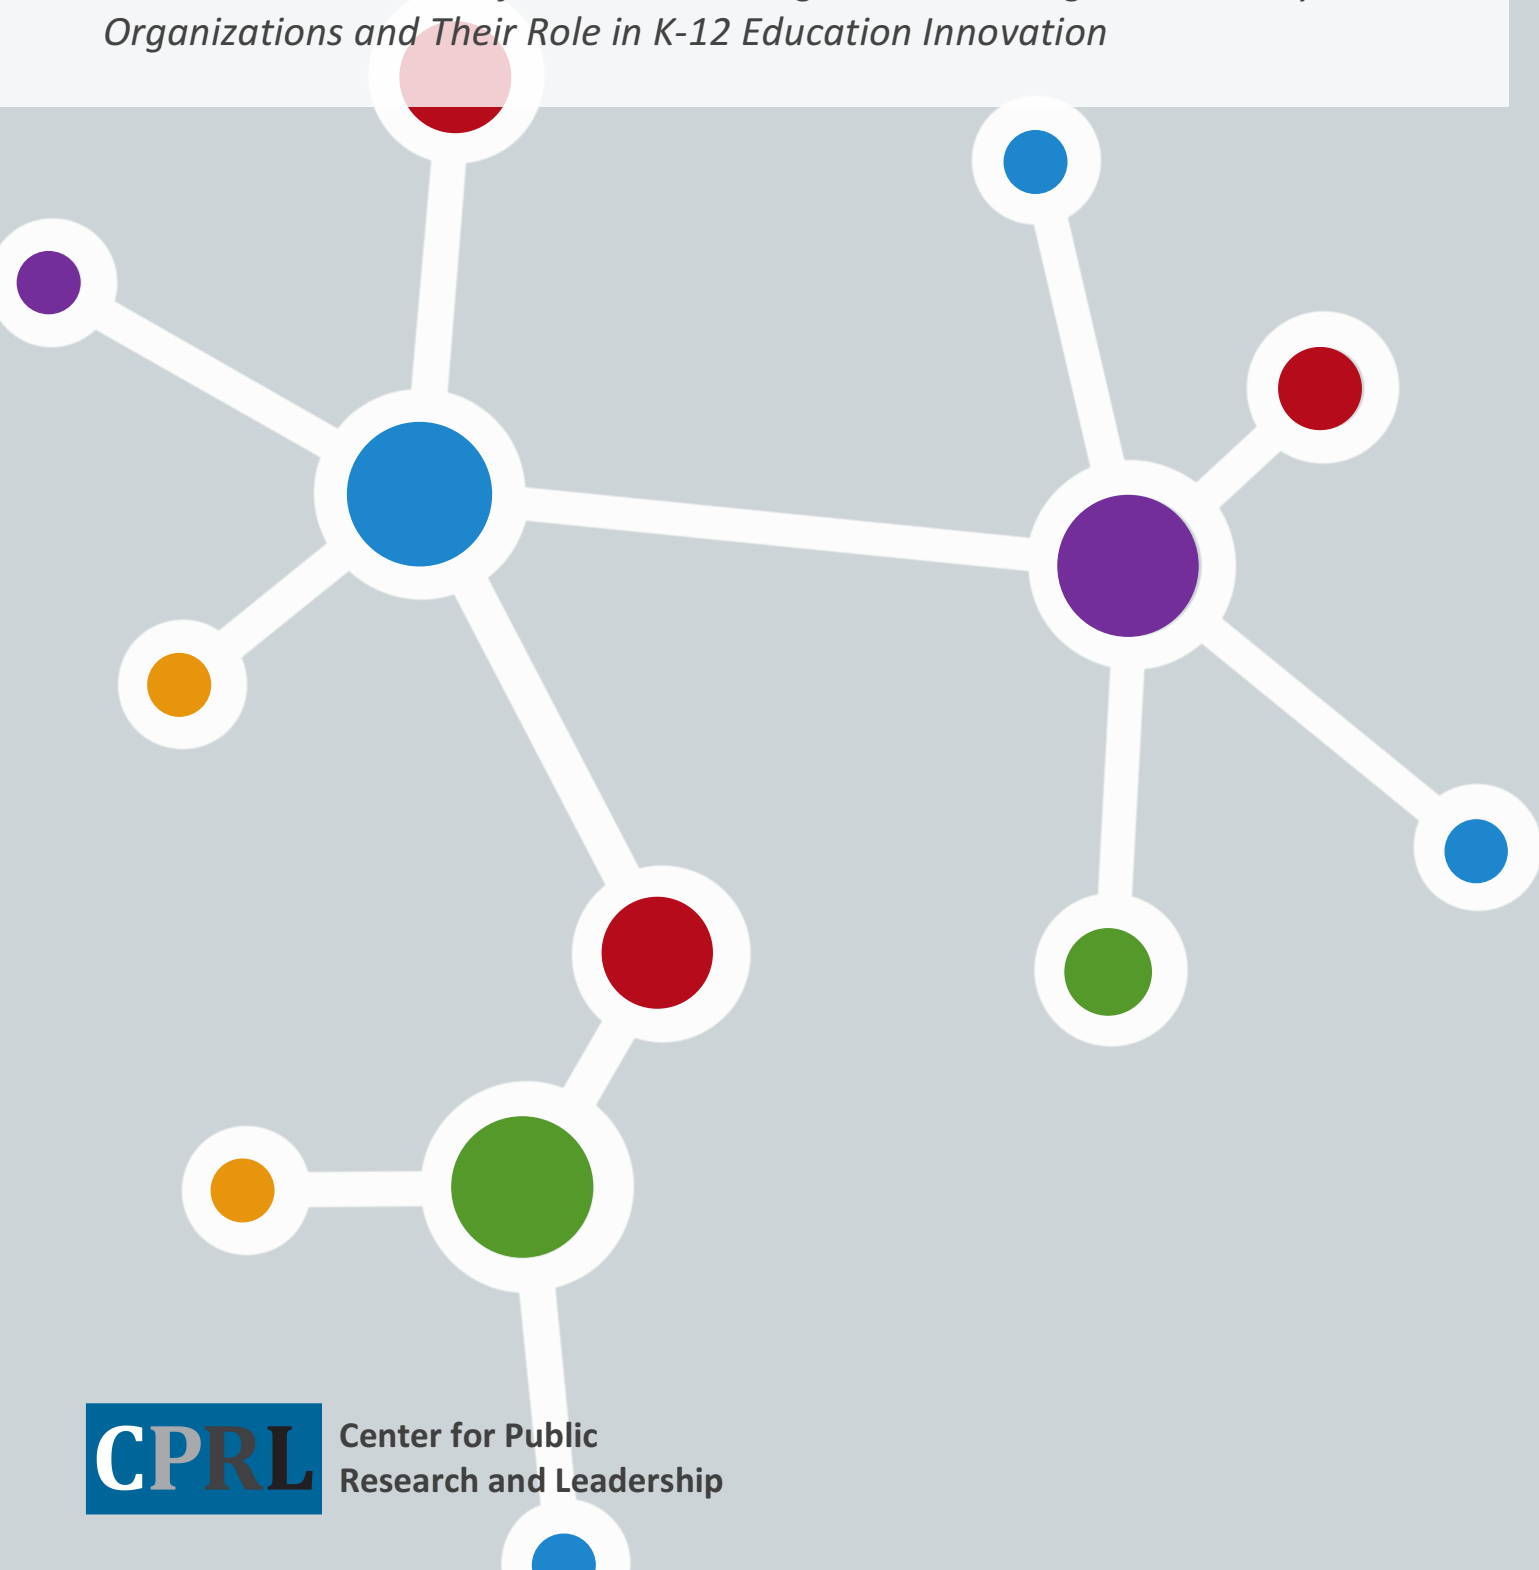 Organizations and Their Role in K-12 Education Innovation
CPRL
Center for Public
Research and Leadership